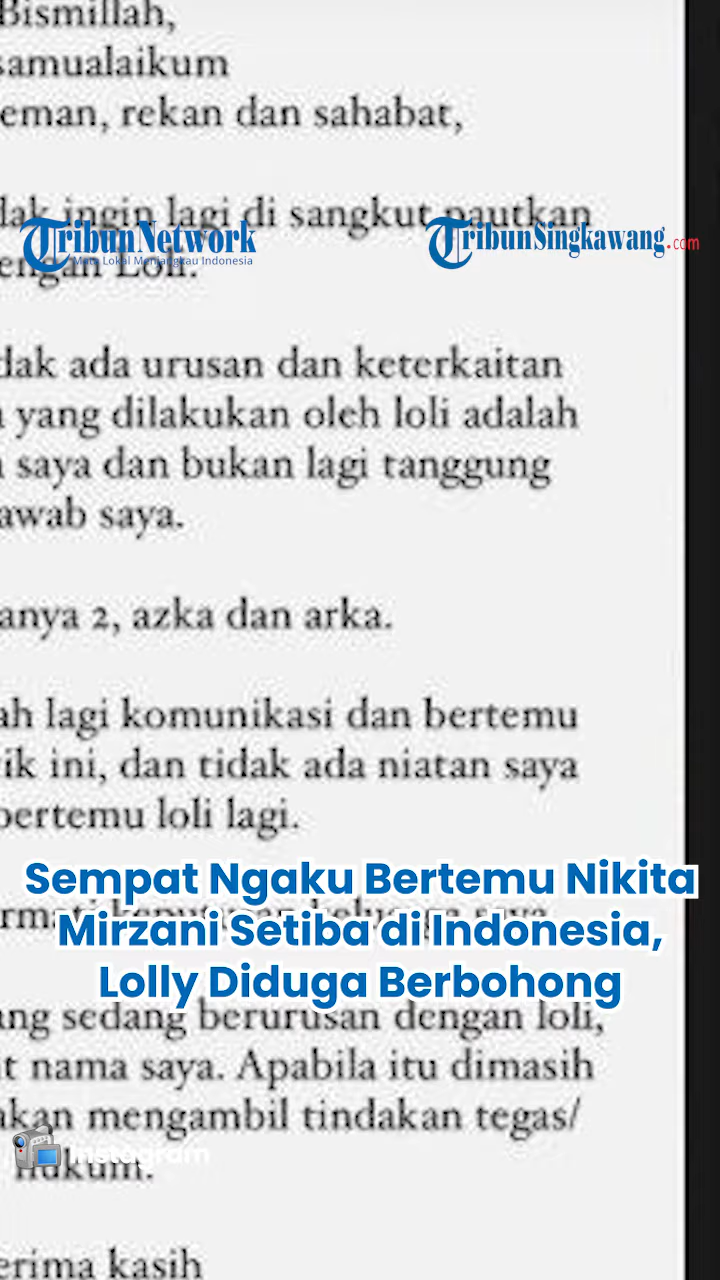 Bismillah,
samualaikum
eman, rekan dan sahabat,
dak ingin lagi di sangkut pautkan
TribunNetwork
Mata Lokal Menjangkau Indonesia
TribunSingkawang.com
engan Loli.
dak ada urusan dan keterkaitan
yang dilakukan oleh loli adalah
saya dan bukan lagi tanggung
awab saya.
anya 2, azka dan arka.
ah lagi komunikasi dan bertemu
ik ini, dan tidak ada niatan saya
bertemu loli lagi.
Sempat Ngaku Bertemu Nikita
Mirzani Setiba di Indonesia,
Lolly Diduga Berbohong
ang sedang berurusan dengan loli,
t nama saya. Apabila itu dimasih
akan mengambil tindakan tegas/
hukum.
Instagram
erima kasih